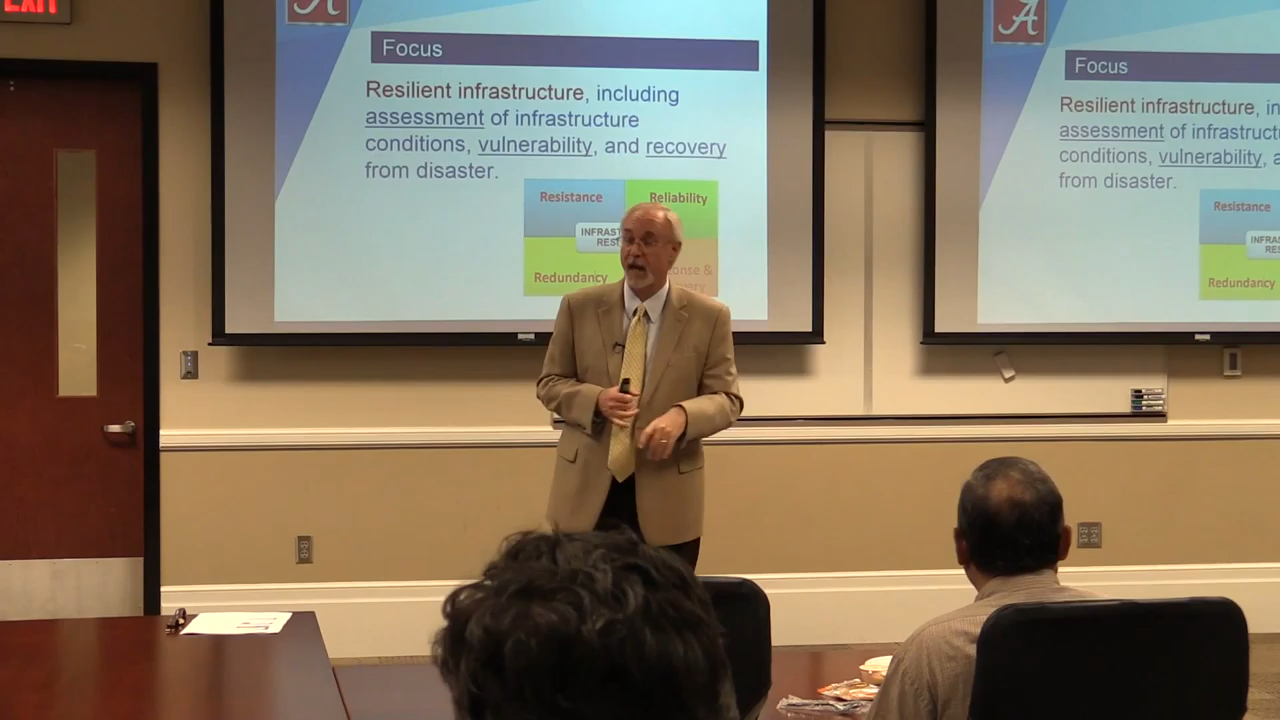 EXIT
A
Focus
Resilient infrastructure, including
assessment of infrastructure
conditions, vulnerability, and recovery
from disaster.
Resistance
Reliability
Redundancy
A
Focus
Resilient infrastructure,
assessment of
conditions, vulnerability,
from disaster.
Resistance
Redundancy